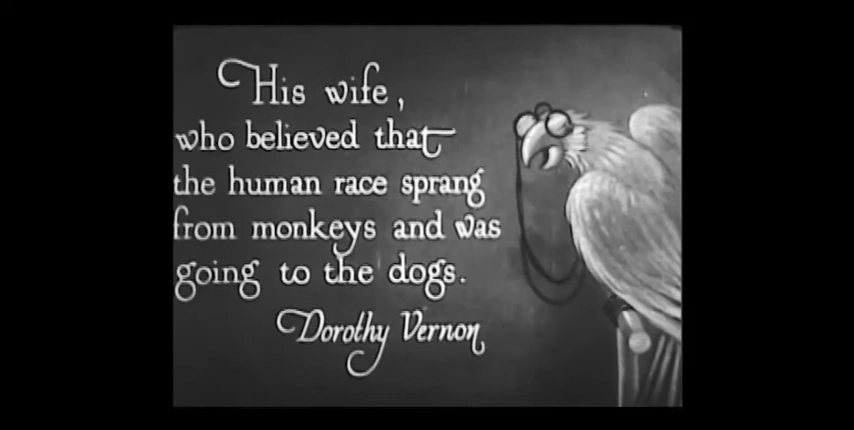 His wife,
who believed that
the human race sprang
from monkeys and was
going to the dogs.
Dorothy Vernon